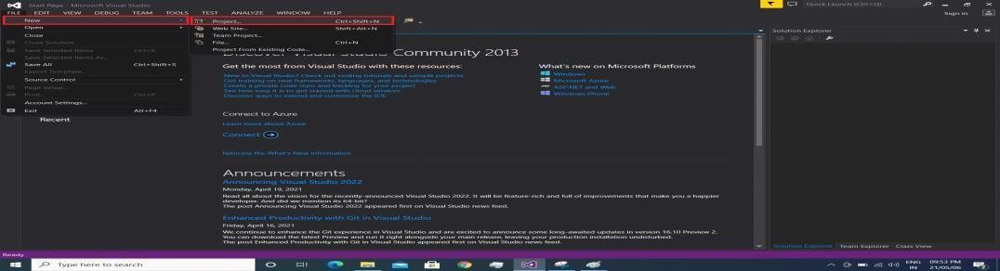 Start Page - Microsoft Visual Studio
Quick Launch (Ctrl+Q)
FILE EDIT VIEW DEBUG TEAM TOOLS TEST ANALYZE WINDOW HELP
Sign in
New
Project... Ctrl+Shift+N
Open
Web Site... Shift+Alt+N
Close
Team Project...
Close Solution
File... Ctrl+N
Save Selected Items Ctrl+S
Project From Existing Code...
Save Selected Items As...
Save All Ctrl+Shift+S
Export Template...
Source Control
Page Setup...
Print... Ctrl+P
Account Settings...
Exit Alt+F4
Recent
Solution Explorer
Discover Visual Studio Community 2013
Get the most from Visual Studio with these resources:
New to Visual Studio? Check out coding tutorials and sample projects
Get training on new frameworks, languages, and technologies
Create a private code repo and backlog for your project
See how easy it is to get started with cloud services
Discover ways to extend and customize the IDE
What's new on Microsoft Platforms
Windows
Microsoft Azure
ASP.NET and Web
Windows Phone
Connect to Azure
Learn more about Azure
Connect
Relocate the What's New information
Announcements
Announcing Visual Studio 2022
Monday, April 19, 2021
Read all about the vision for the recently-announced Visual Studio 2022. It will be feature-rich and full of improvements that make you a happier
developer. And did we mention its 64-bit?
The post Announcing Visual Studio 2022 appeared first on Visual Studio news feed.
Enhanced Productivity with Git in Visual Studio
Friday, April 16, 2021
We continue to enhance the Git experience in Visual Studio and are excited to announce some long-awaited updates in version 16.10 Preview 2.
You can download the latest Preview and run it right alongside your main release, leaving your production installation undisturbed.
The post Enhanced Productivity with Git in Visual Studio appeared first on Visual Studio news feed.
Solution Explorer Team Explorer Class View
Ready
Type here to search
ENG
IN
09:53 PM
21/05/06